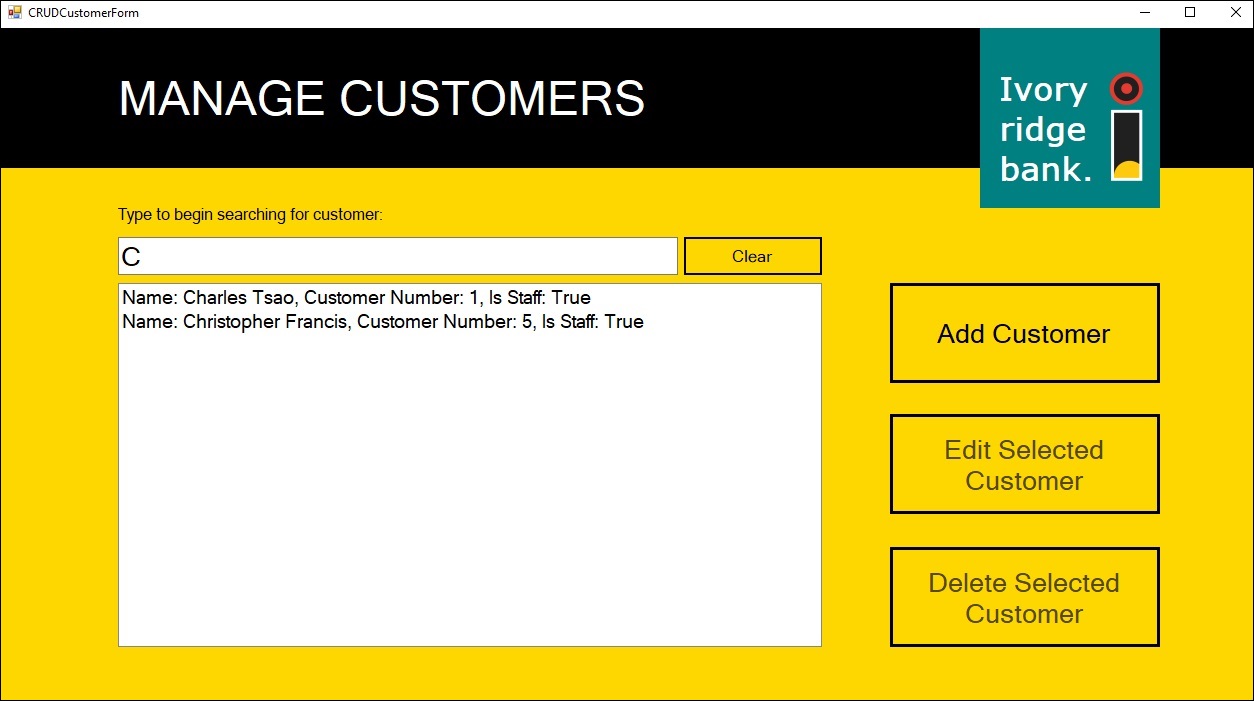 CRUDCustomerForm
MANAGE CUSTOMERS
Ivory
ridge
bank.
Type to begin searching for customer:
C
Clear
Name: Charles Tsao, Customer Number: 1, Is Staff: True
Name: Christopher Francis, Customer Number: 5, Is Staff: True
Add Customer
Edit Selected
Customer
Delete Selected
Customer